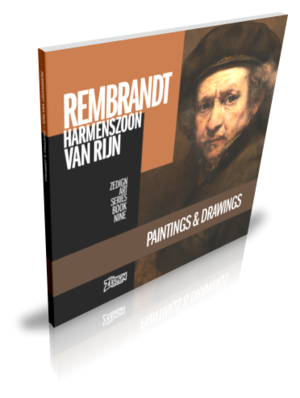 REMBRANDT
HARMENSZOON
VAN RIJN
ZEDIGN
ART
SERIES
BOOK
NINE
PAINTINGS & DRAWINGS
ZEDIGN